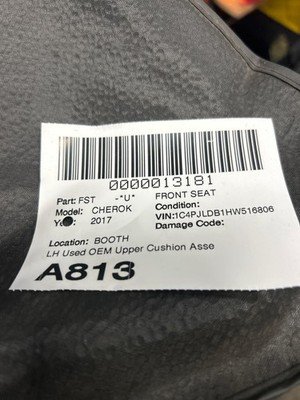 0000013181
Part: FST -*U* FRONT SEAT
Model: CHEROK Condition:
2017 VIN:1C4PJLDB1HW516806
Damage Code:
Location: BOOTH
LH Used OEM Upper Cushion Asse
A813